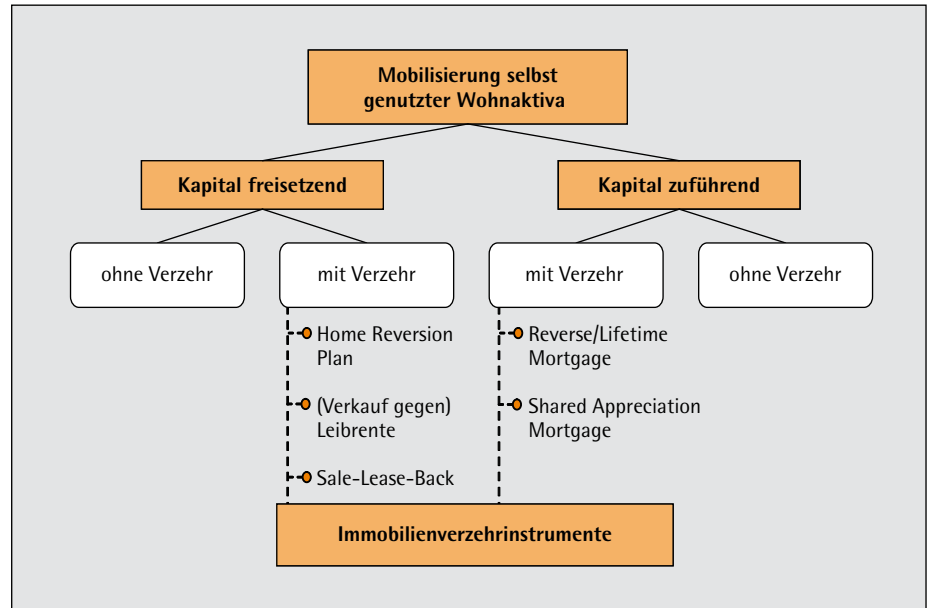 Mobilisierung selbst
genutzter Wohnaktiva
Kapital freisetzend
Kapital zuführend
ohne Verzehr
mit Verzehr
mit Verzehr
ohne Verzehr
Home Reversion
Plan
(Verkauf gegen)
Leibrente
Sale-Lease-Back
Reverse/Lifetime
Mortgage
Shared Appreciation
Mortgage
Immobilienverzehrinstrumente